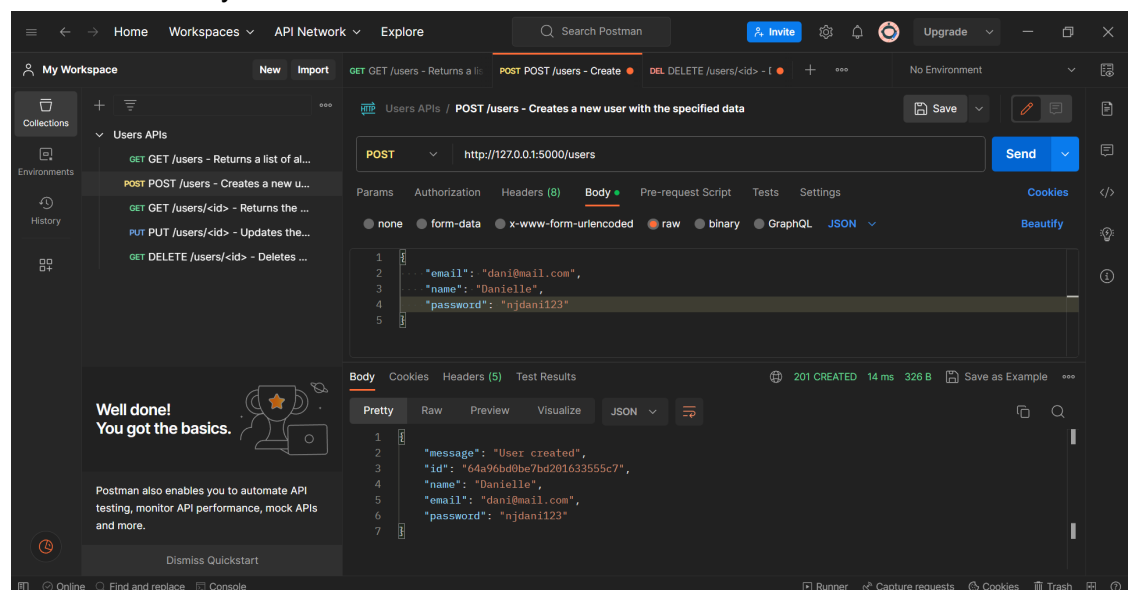 Home Workspaces API Network Explore Search Postman Invite Upgrade
My Workspace New Import GET GET /users - Returns a lis POST POST /users - Create DEL DELETE /users/<id> - [ No Environment
Collections
Environments
History
Users APIs
GET GET /users - Returns a list of al...
POST POST /users - Creates a new u...
GET GET /users/<id> - Returns the ...
PUT PUT /users/<id> - Updates the...
GET DELETE /users/<id> - Deletes ...
HTTP Users APIs / POST /users - Creates a new user with the specified data Save
POST http://127.0.0.1:5000/users Send
Params Authorization Headers (8) Body Pre-request Script Tests Settings Cookies
none form-data x-www-form-urlencoded raw binary GraphQL JSON Beautify
1 {
2 "email": "dani@mail.com",
3 "name": "Danielle",
4 "password": "njdani123"
5 }
Body Cookies Headers (5) Test Results 201 CREATED 14 ms 326 B Save as Example
Pretty Raw Preview Visualize JSON
1 {
2 "message": "User created",
3 "id": "64a96bd0be7bd201633555c7",
4 "name": "Danielle",
5 "email": "dani@mail.com",
6 "password": "njdani123"
7 }
Well done!
You got the basics.
Postman also enables you to automate API
testing, monitor API performance, mock APIs
and more.
Dismiss Quickstart
Online Find and replace Console Runner Capture requests Cookies Trash